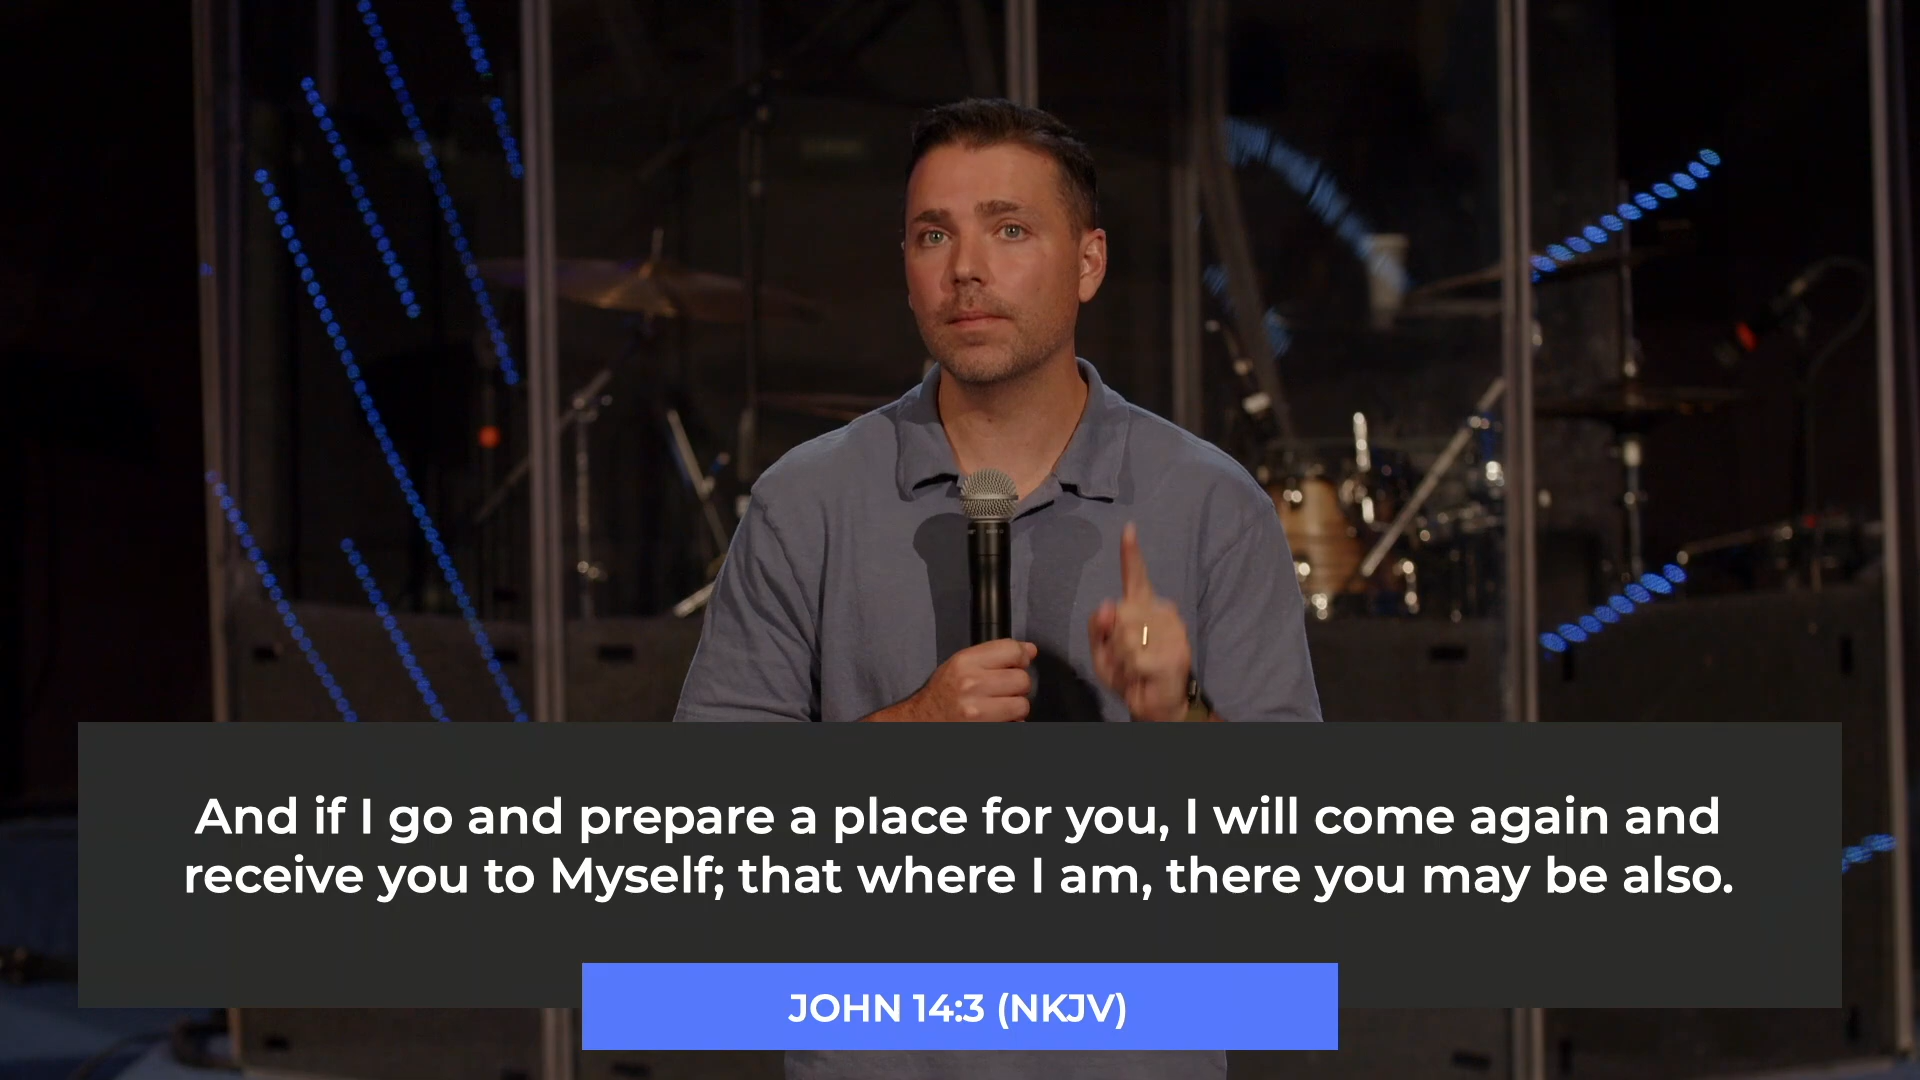 And if I go and prepare a place for you, I will come again and
receive you to Myself; that where I am, there you may be also.
JOHN 14:3 (NKJV)